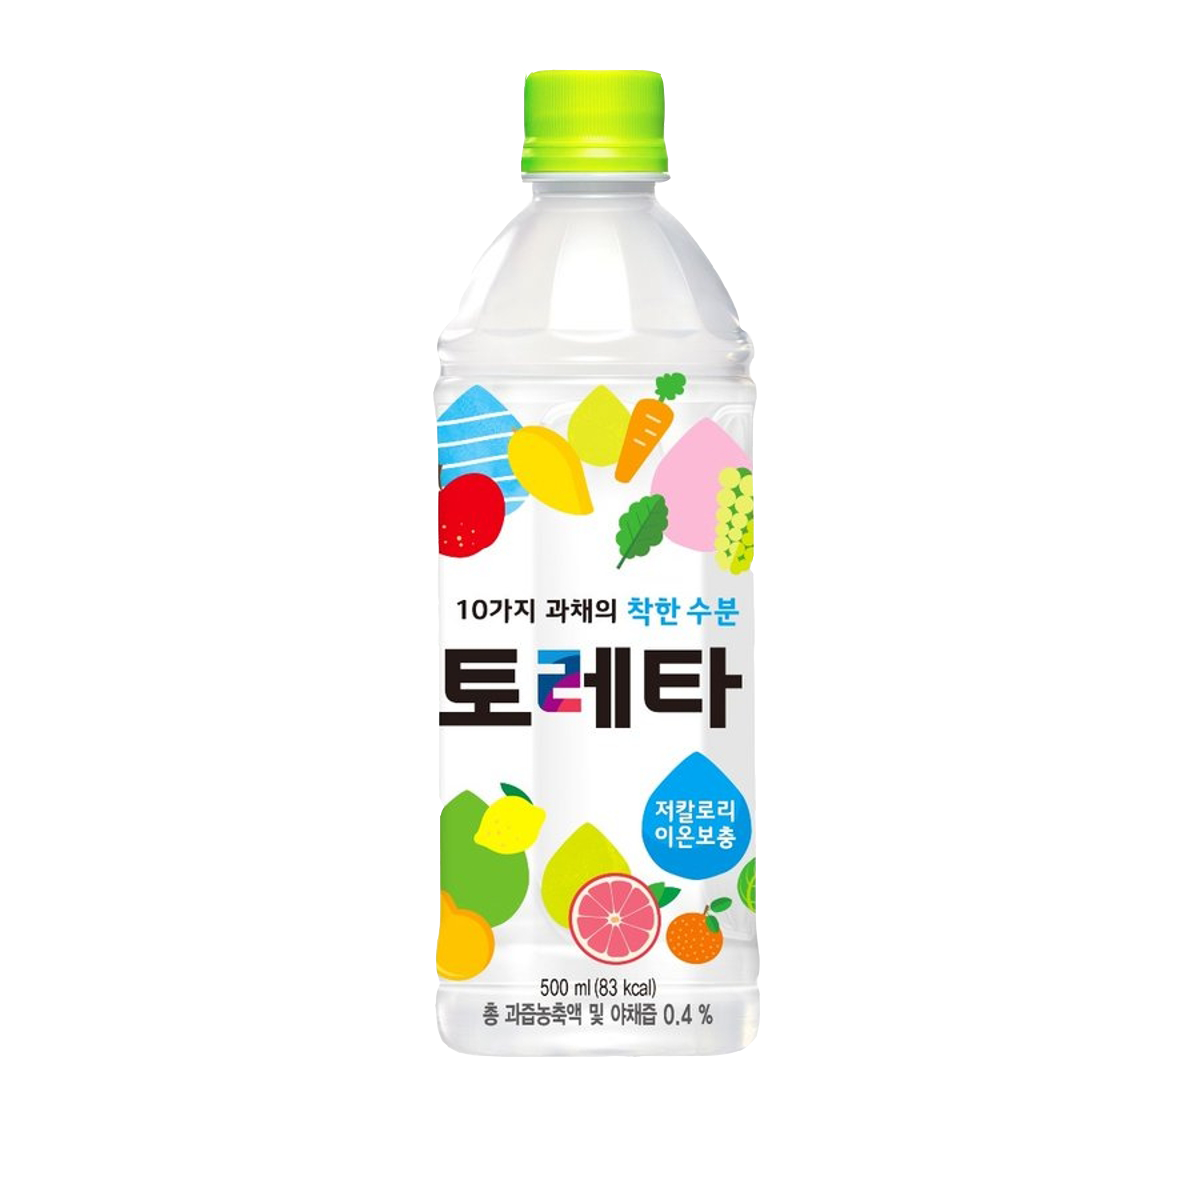 10가지 과채의 착한 수분
토레타
저칼로리
이온보충
500 ml (83 kcal)
총 과즙농축액 및 야채즙 0.4 %